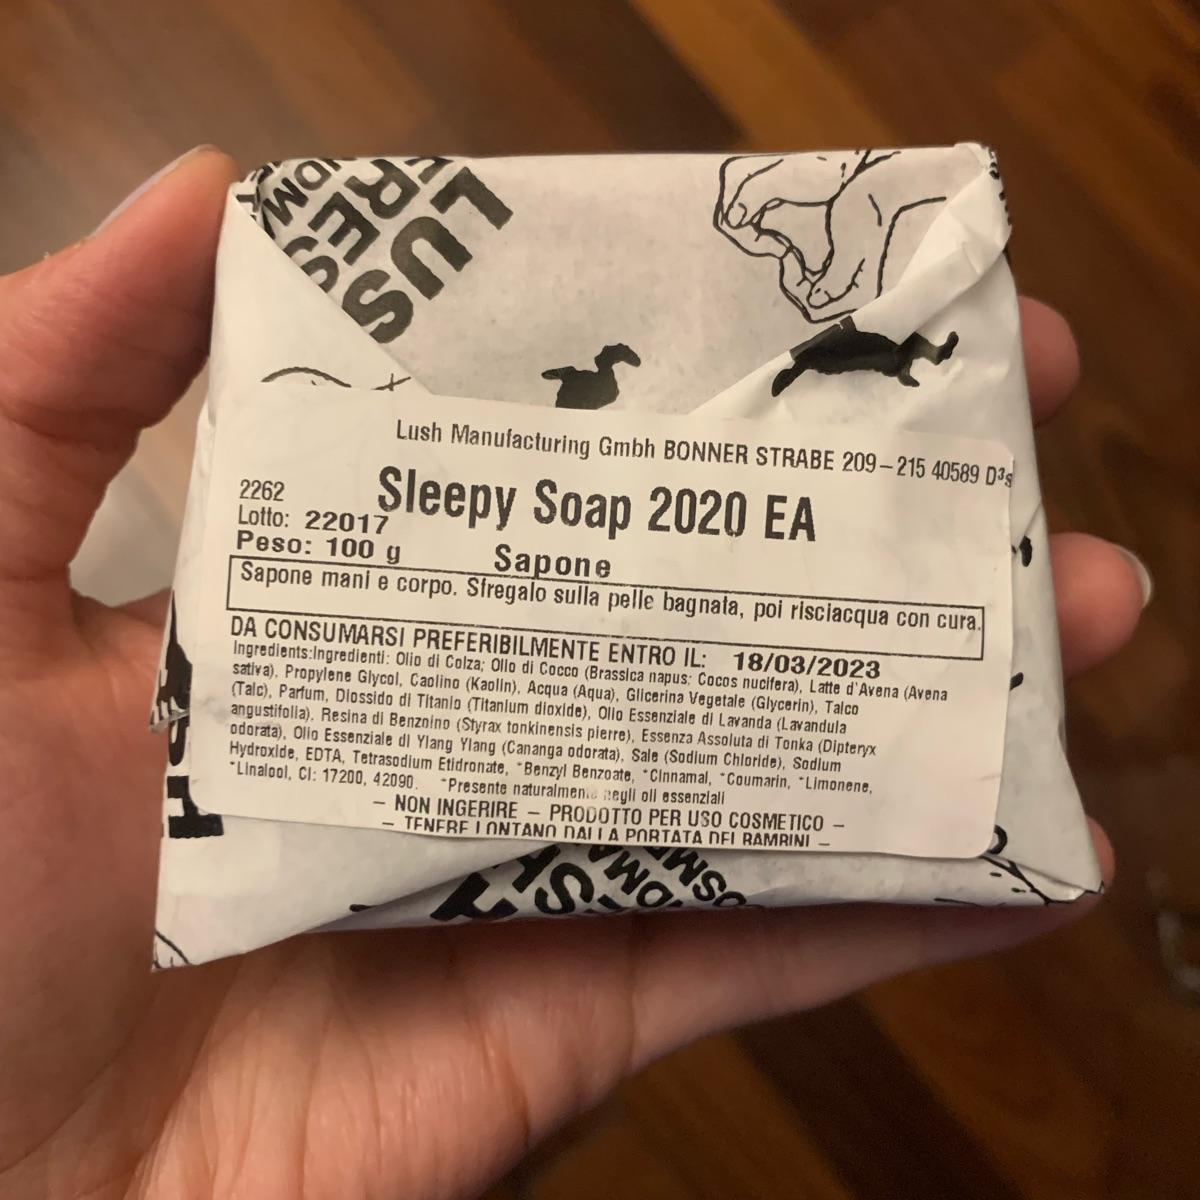 LUS
FRES
Lush Manufacturing Gmbh BONNER STRABE 209-215 40589 D³s
2262
Sleepy Soap 2020 EA
Lotto: 22017
Peso: 100 g
Sapone
Sapone mani e corpo. Sfregalo sulla pelle bagnata, poi risciacqua con cura.
DA CONSUMARSI PREFERIBILMENTE ENTRO IL: 18/03/2023
Ingredients:Ingredienti: Olio di Colza; Olio di Cocco (Brassica napus: Cocos nucifera), Latte d'Avena (Avena
sativa), Propylene Glycol, Caolino (Kaolin), Acqua (Aqua), Glicerina Vegetale (Glycerin), Talco
(Talc), Parfum, Diossido di Titanio (Titanium dioxide), Olio Essenziale di Lavanda (Lavandula
angustifolia), Resina di Benzoino (Styrax tonkinensis pierre), Essenza Assoluta di Tonka (Dipteryx
odorata), Olio Essenziale di Ylang Ylang (Cananga odorata), Sale (Sodium Chloride), Sodium
Hydroxide, EDTA, Tetrasodium Etidronate, *Benzyl Benzoate, *Cinnamal, *Coumarin, *Limonene,
*Linalool, CI: 17200, 42090. *Presente naturalmente negli oli essenziali
– NON INGERIRE – PRODOTTO PER USO COSMETICO –
– TENERE LONTANO DALLA PORTATA DEI BAMBINI –